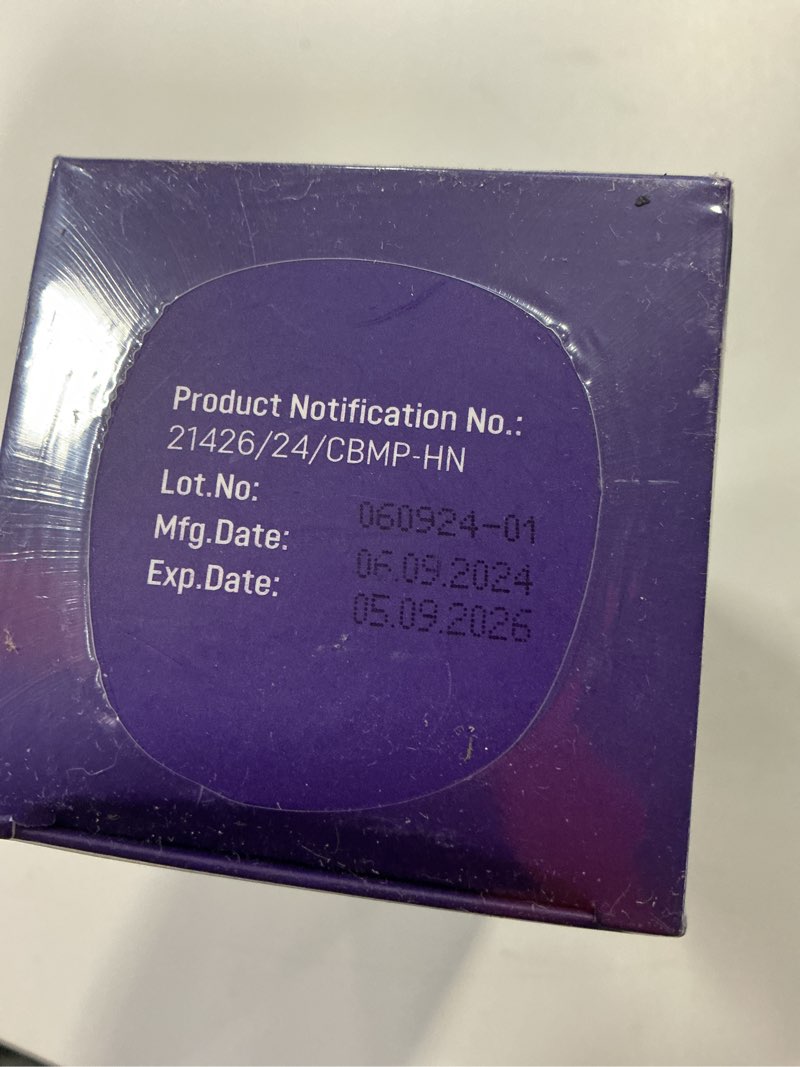 Product Notification No.:
21426/24/CBMP-HN
Lot.No: 060924-01
Mfg.Date: 06.09.2024
Exp.Date: 05.09.2026